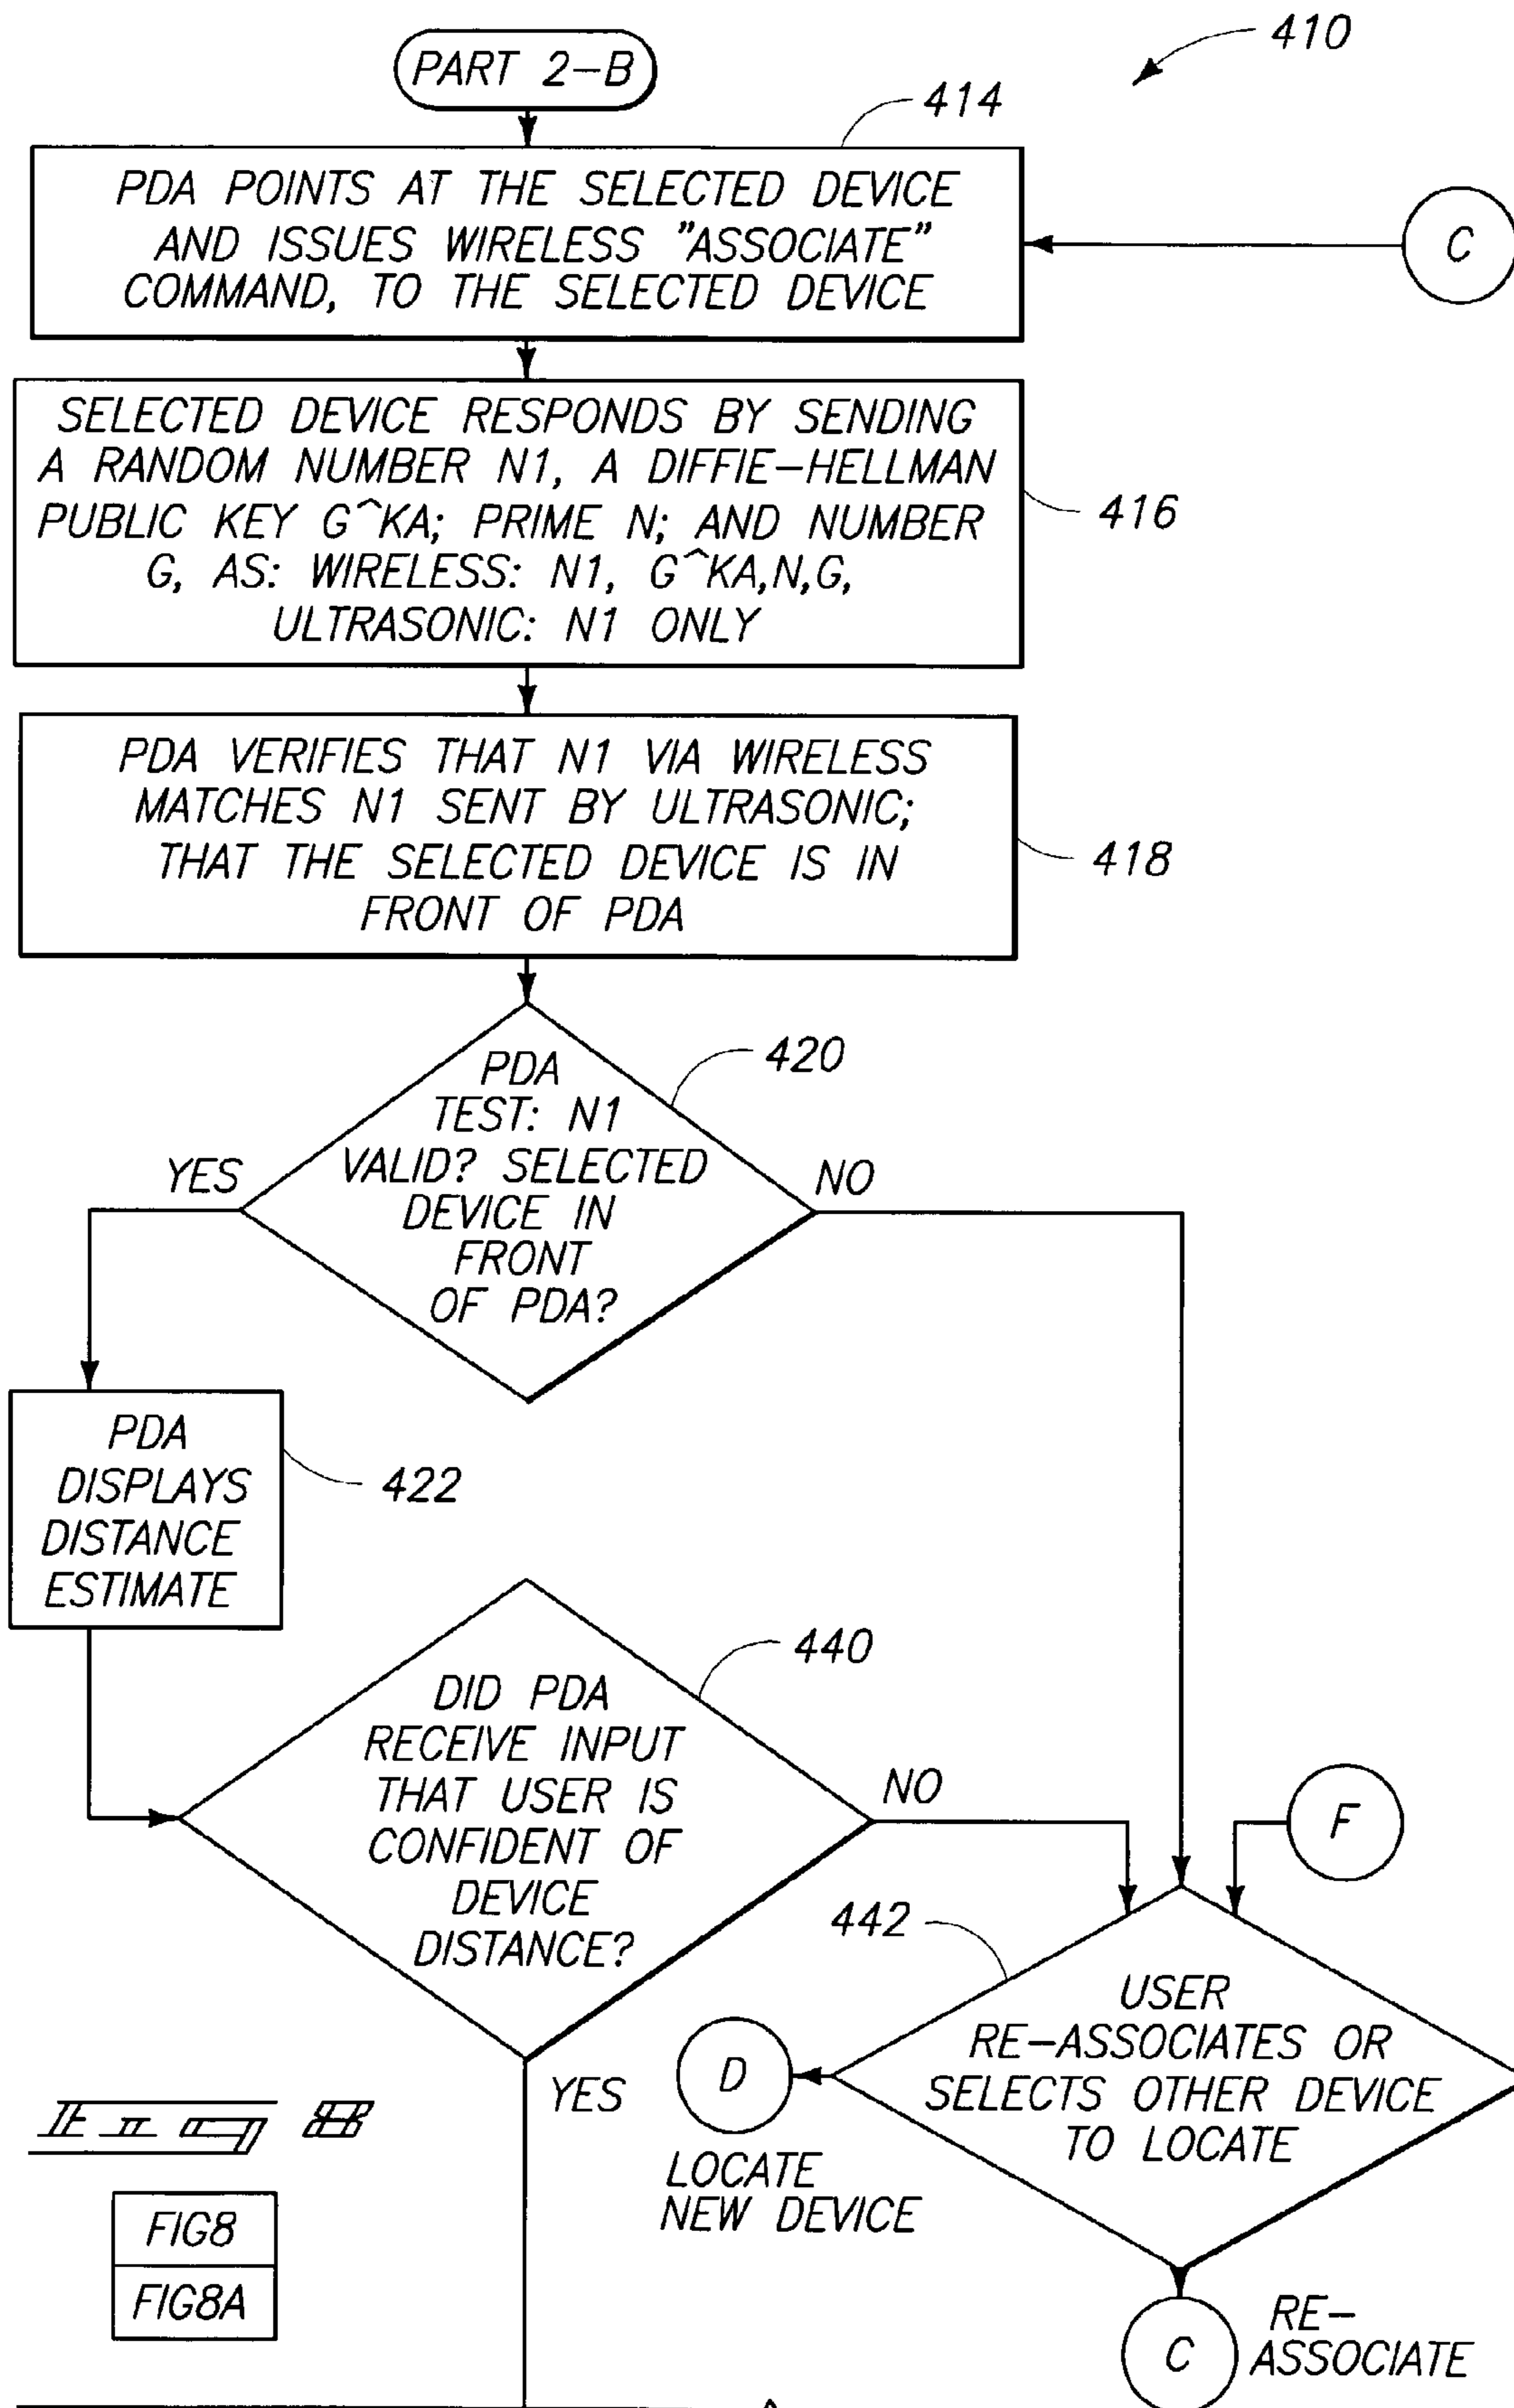 410
PART 2-B
414
PDA POINTS AT THE SELECTED DEVICE
AND ISSUES WIRELESS "ASSOCIATE"
COMMAND, TO THE SELECTED DEVICE
C
SELECTED DEVICE RESPONDS BY SENDING
A RANDOM NUMBER N1, A DIFFIE-HELLMAN
PUBLIC KEY G^KA; PRIME N; AND NUMBER
G, AS: WIRELESS: N1, G^KA,N,G,
ULTRASONIC: N1 ONLY
416
PDA VERIFIES THAT N1 VIA WIRELESS
MATCHES N1 SENT BY ULTRASONIC;
THAT THE SELECTED DEVICE IS IN
FRONT OF PDA
418
PDA
TEST: N1
VALID? SELECTED
DEVICE IN
FRONT
OF PDA?
420
YES
NO
PDA
DISPLAYS
DISTANCE
ESTIMATE
422
DID PDA
RECEIVE INPUT
THAT USER IS
CONFIDENT OF
DEVICE
DISTANCE?
440
NO
F
442
USER
RE-ASSOCIATES OR
SELECTS OTHER DEVICE
TO LOCATE
YES
D
LOCATE
NEW DEVICE
C
RE-
ASSOCIATE
Fig 8
FIG8
FIG8A